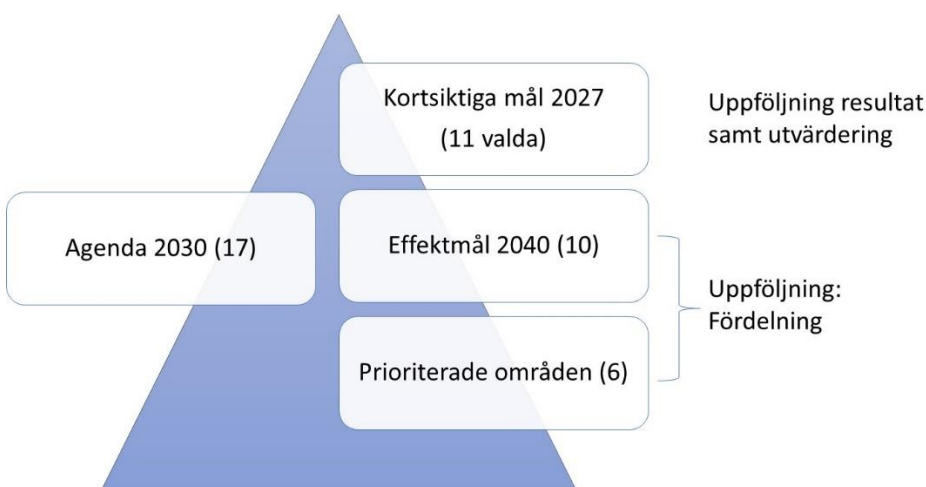 Kortsiktiga mål 2027
(11 valda)
Uppföljning resultat
samt utvärdering
Agenda 2030 (17)
Effektmål 2040 (10)
Uppföljning:
Fördelning
Prioriterade områden (6)